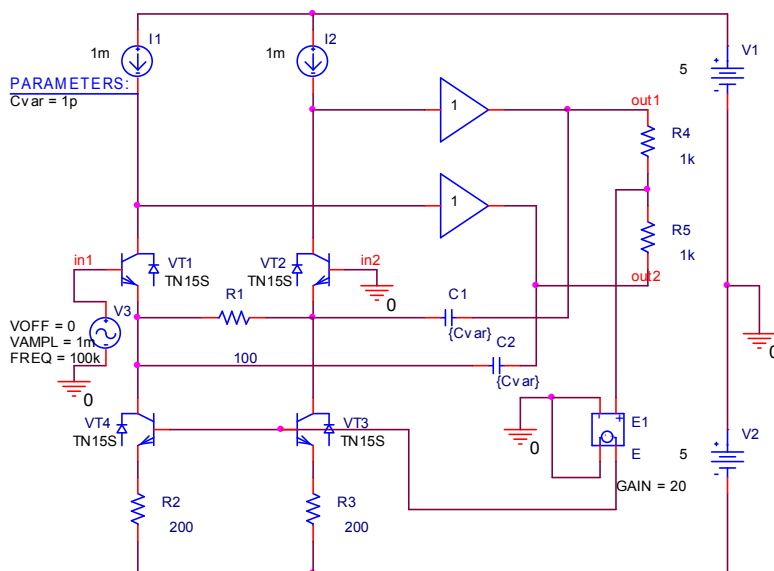 I1
I2
1m
1m
V1
5
PARAMETERS:
Cvar = 1p
1
out1
R4
1k
1
R5
1k
in1
VT1
TN15S
VT2
TN15S
in2
out2
0
V3
R1
C1
{Cvar}
VOFF = 0
VAMPL = 1m
FREQ = 100k
100
C2
{Cvar}
0
0
VT4
TN15S
VT3
TN15S
E1
E
0
V2
5
GAIN = 20
R2
200
R3
200